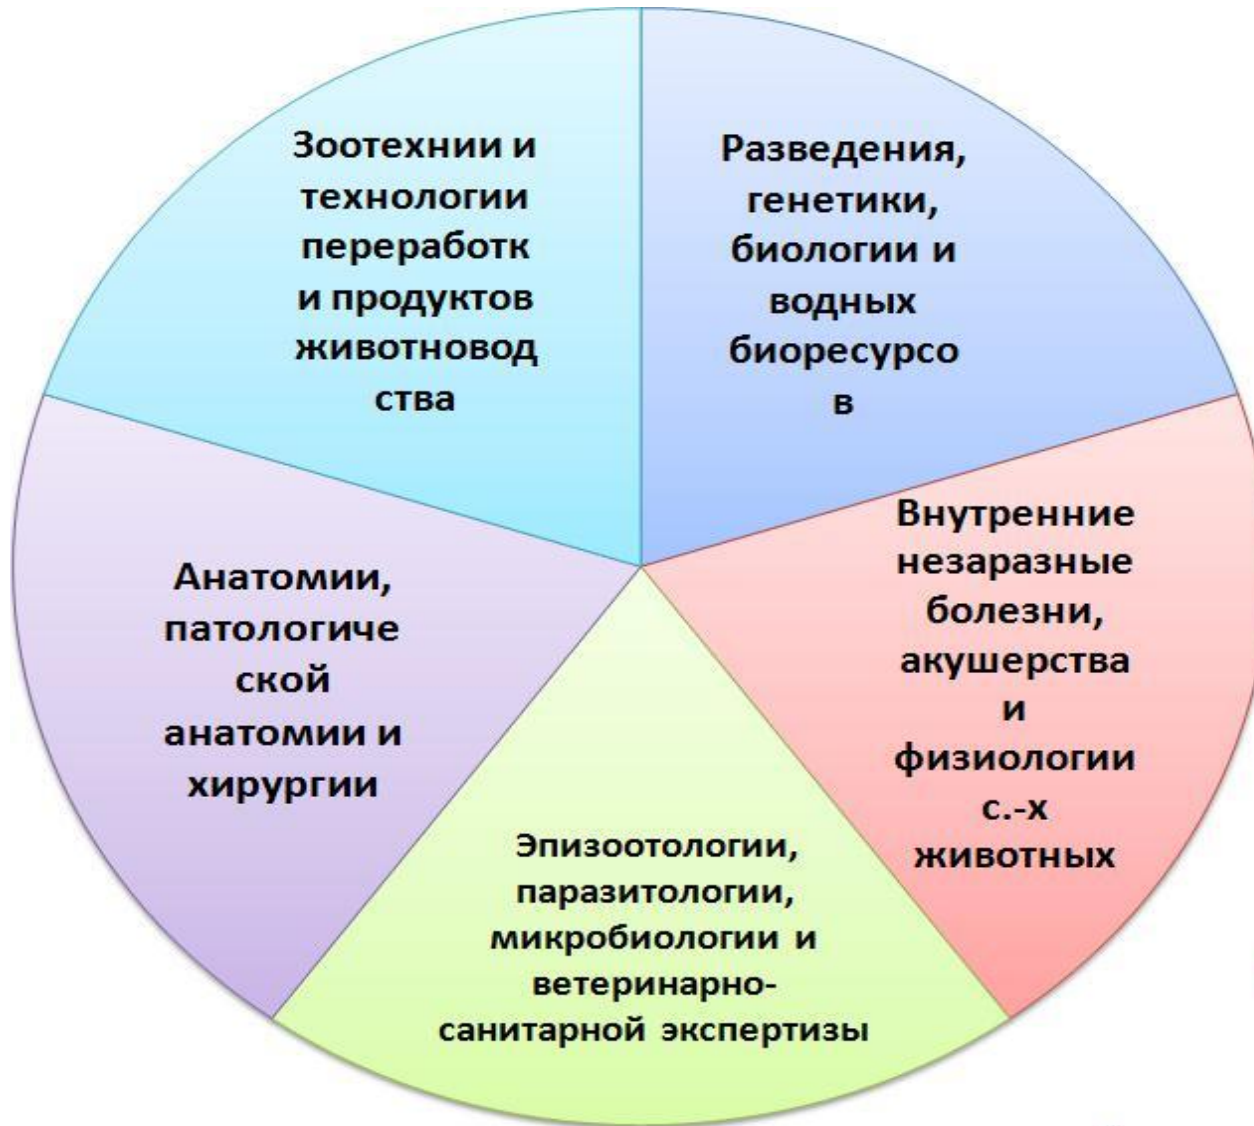 Зоотехнии и
технологии
переработк
и продуктов
животновод
ства
Разведения,
генетики,
биологии и
водных
биоресурсо
в
Внутренние
незаразные
болезни,
акушерства
и
физиологии
с.-х
животных
Анатомии,
патологиче
ской
анатомии и
хирургии
Эпизоотологии,
паразитологии,
микробиологии и
ветеринарно-
санитарной экспертизы